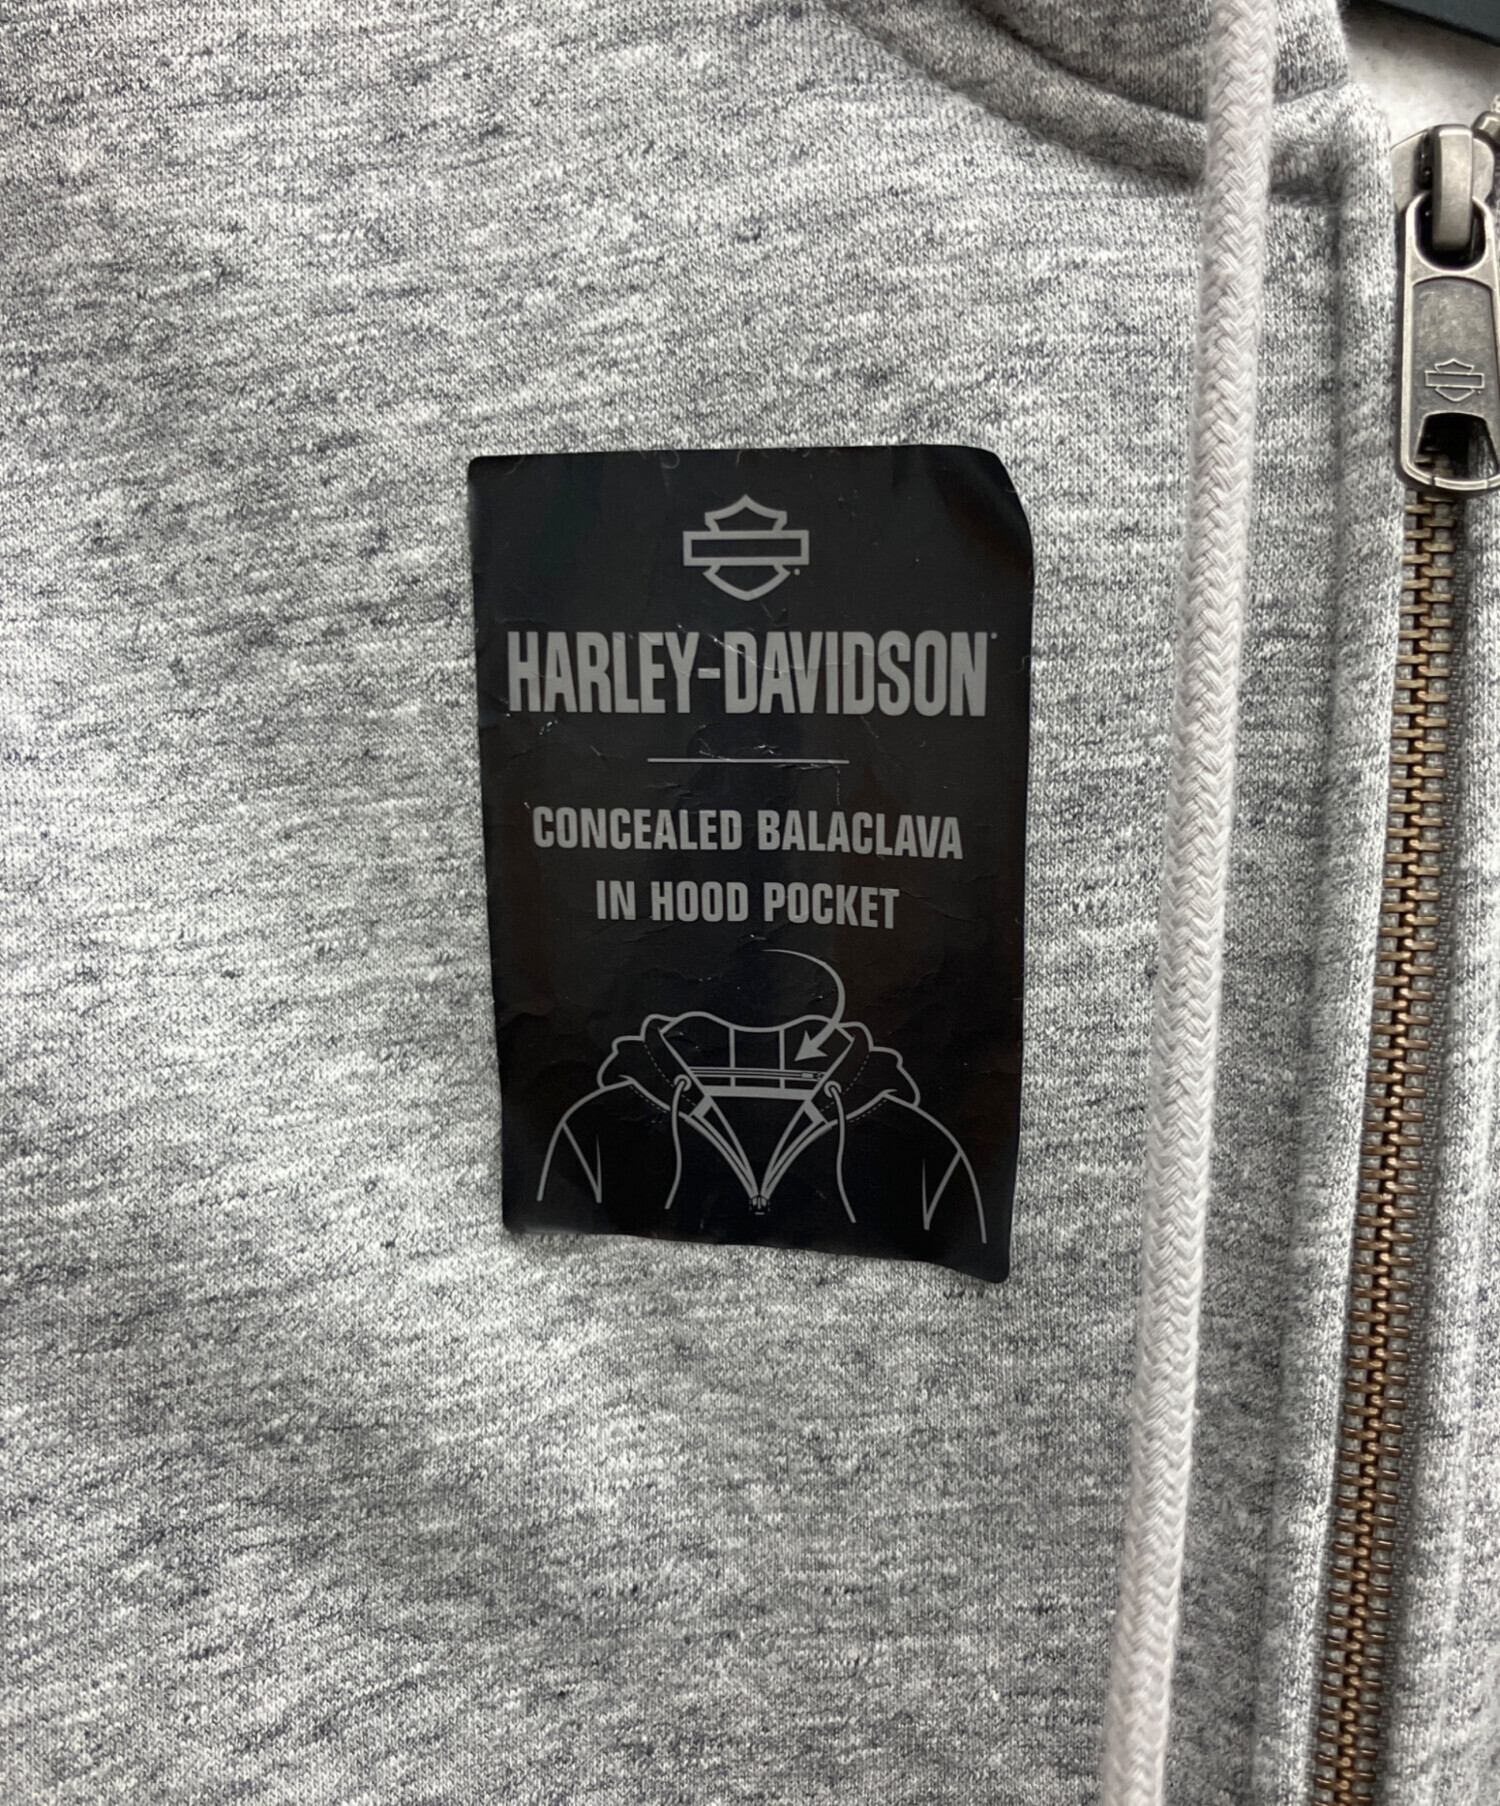 HARLEY-DAVIDSON
CONCEALED BALACLAVA
IN HOOD POCKET